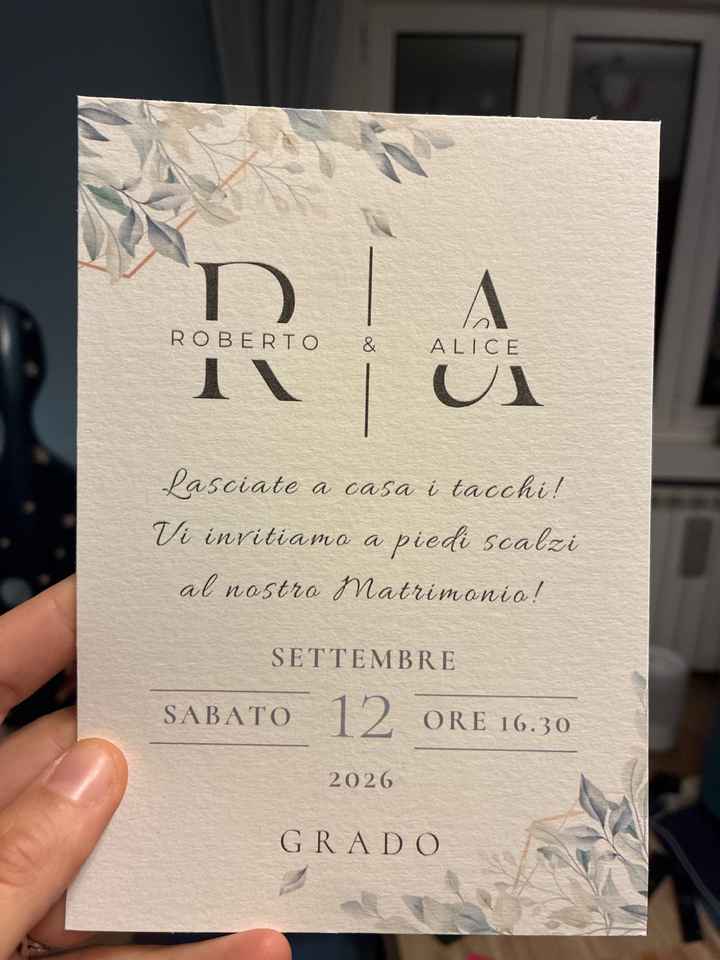 R A
ROBERTO & ALICE
Lasciate a casa i tacchi!
Vi invitiamo a piedi scalzi
al nostro Matrimonio!
SETTEMBRE
SABATO 12 ORE 16.30
2026
GRADO